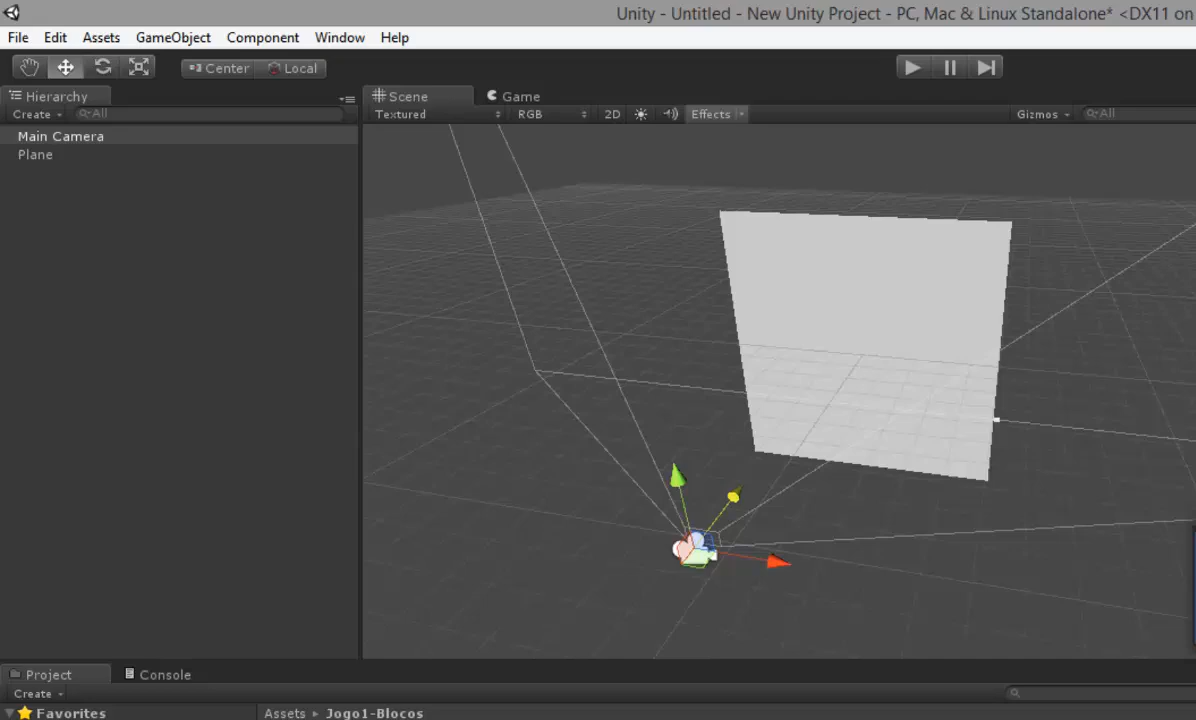 Unity - Untitled - New Unity Project - PC, Mac & Linux Standalone* <DX11 on
File Edit Assets GameObject Component Window Help
Center Local
Hierarchy Scene Game
Create All Textured RGB 2D Effects Gizmos All
Main Camera
Plane
Project Console
Create
Favorites Assets ▸ Jogo1-Blocos